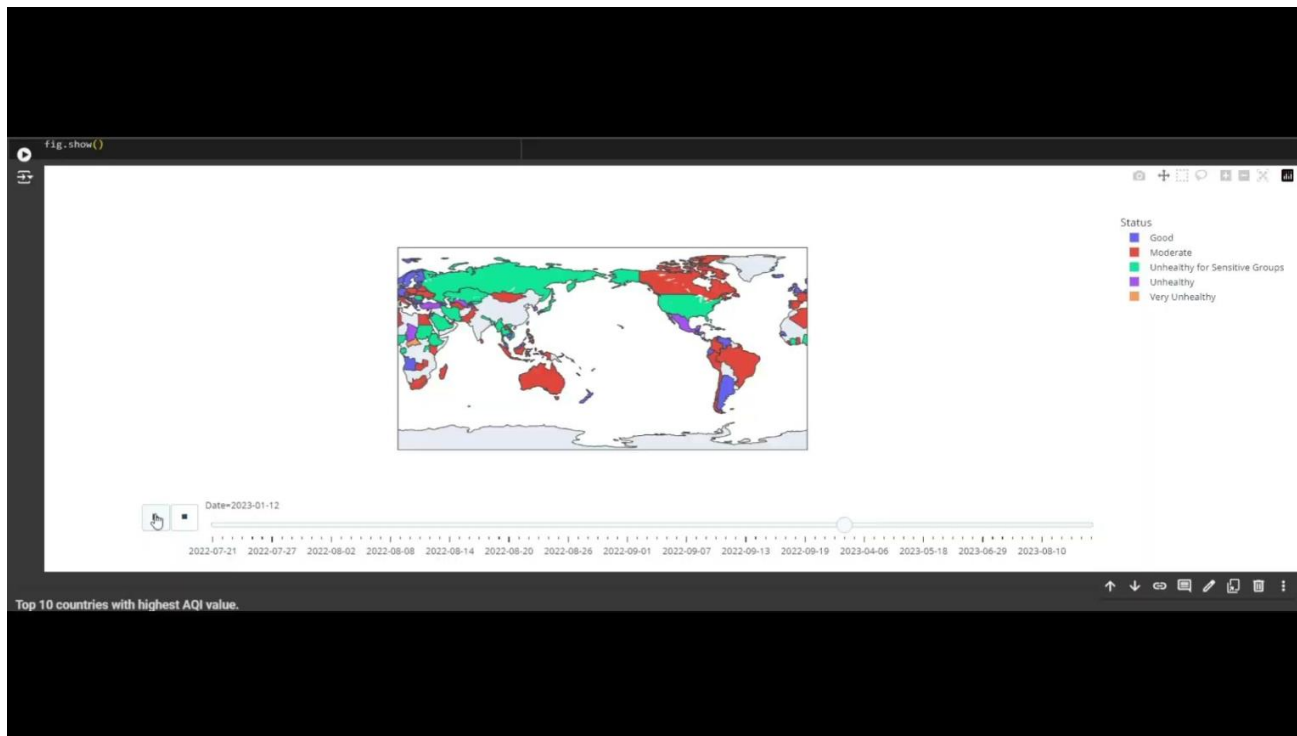 fig.show()
Status
Good
Moderate
Unhealthy for Sensitive Groups
Unhealthy
Very Unhealthy
Date=2023-01-12
2022-07-21 2022-07-27 2022-08-02 2022-08-08 2022-08-14 2022-08-20 2022-08-26 2022-09-01 2022-09-07 2022-09-13 2022-09-19 2023-04-06 2023-05-18 2023-06-29 2023-08-10
Top 10 countries with highest AQI value.